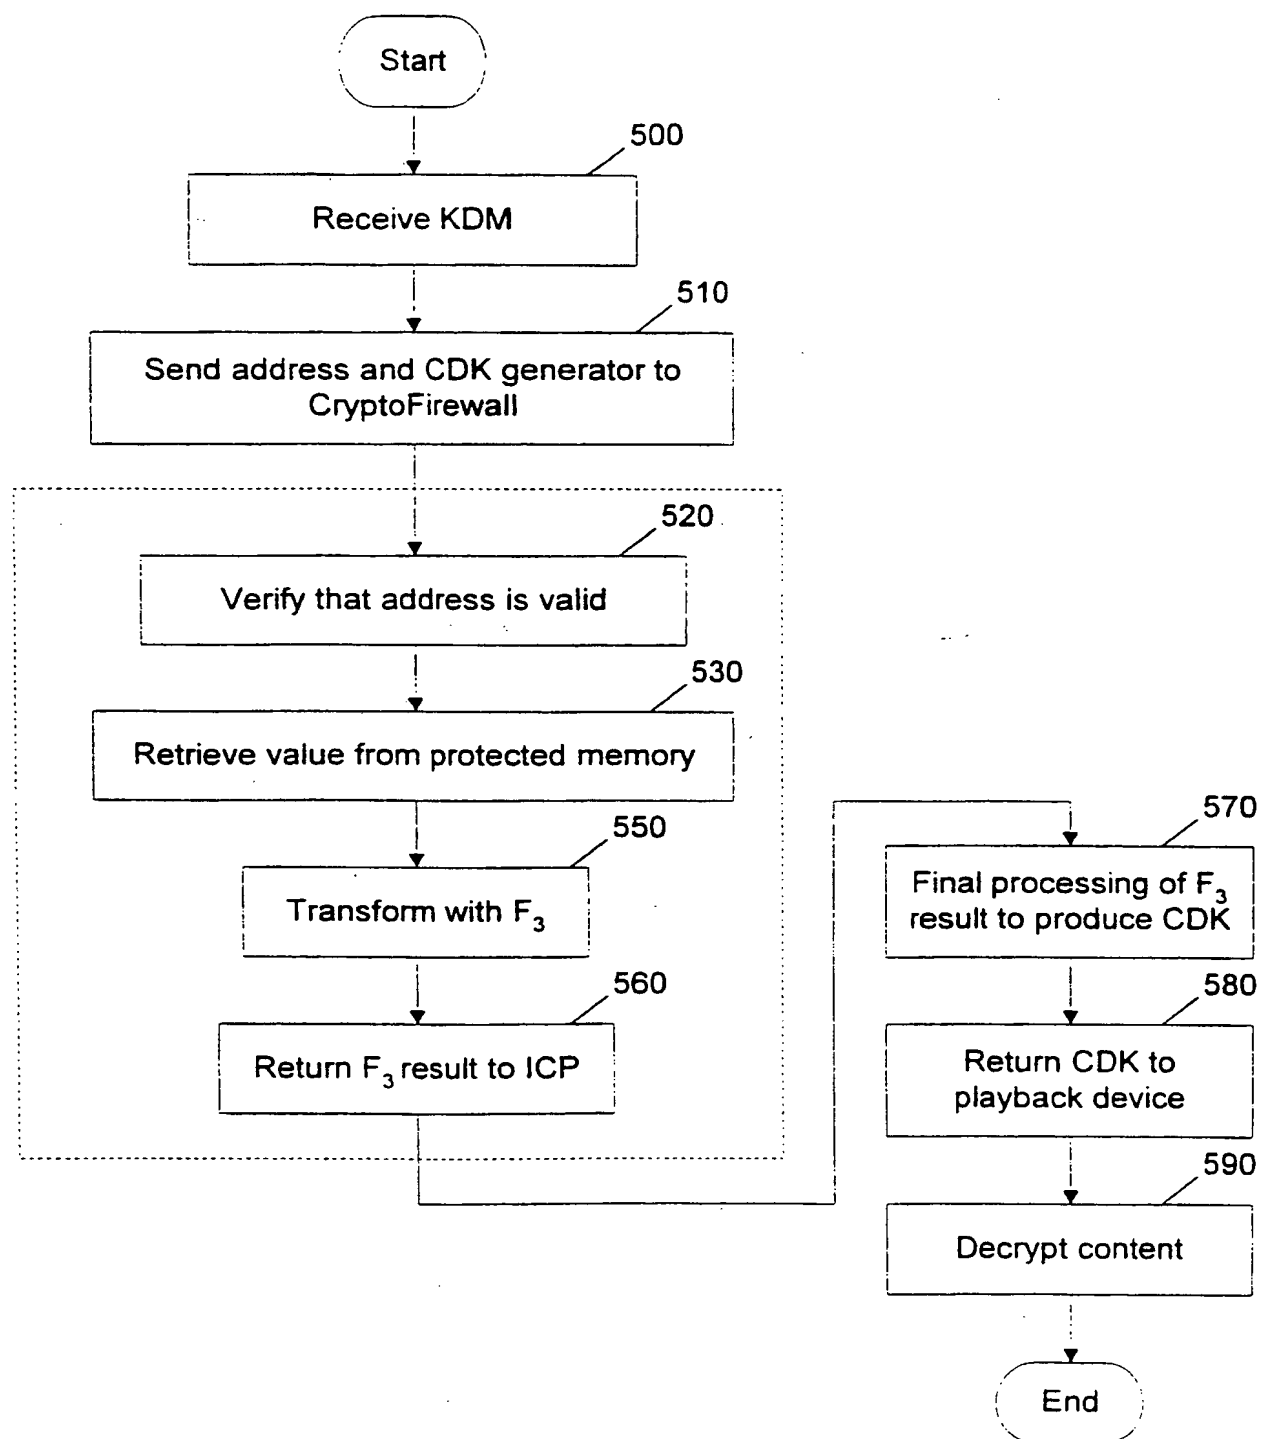 Start
500
Receive KDM
510
Send address and CDK generator to
CryptoFirewall
520
Verify that address is valid
530
Retrieve value from protected memory
550
Transform with F₃
560
Return F₃ result to ICP
570
Final processing of F₃
result to produce CDK
580
Return CDK to
playback device
590
Decrypt content
End